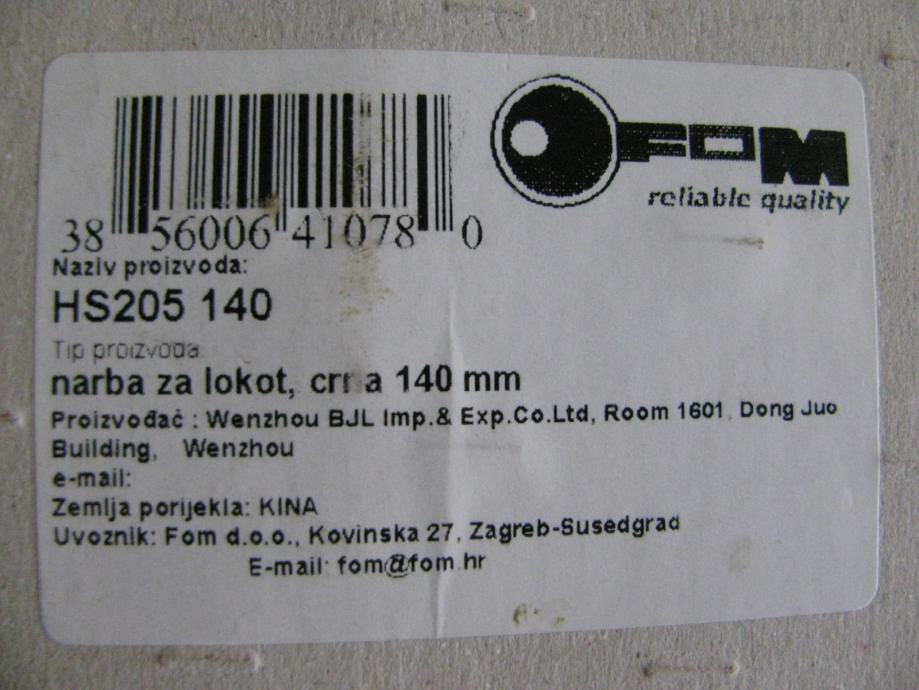 FOM
reliable quality
38 56006 41078 0
Naziv proizvoda:
HS205 140
Tip proizvoda
narba za lokot, crna 140 mm
Proizvođač : Wenzhou BJL Imp.& Exp.Co.Ltd, Room 1601, Dong Juo
Building, Wenzhou
e-mail:
Zemlja porijekla: KINA
Uvoznik: Fom d.o.o., Kovinska 27, Zagreb-Susedgrad
E-mail: fom@fom.hr